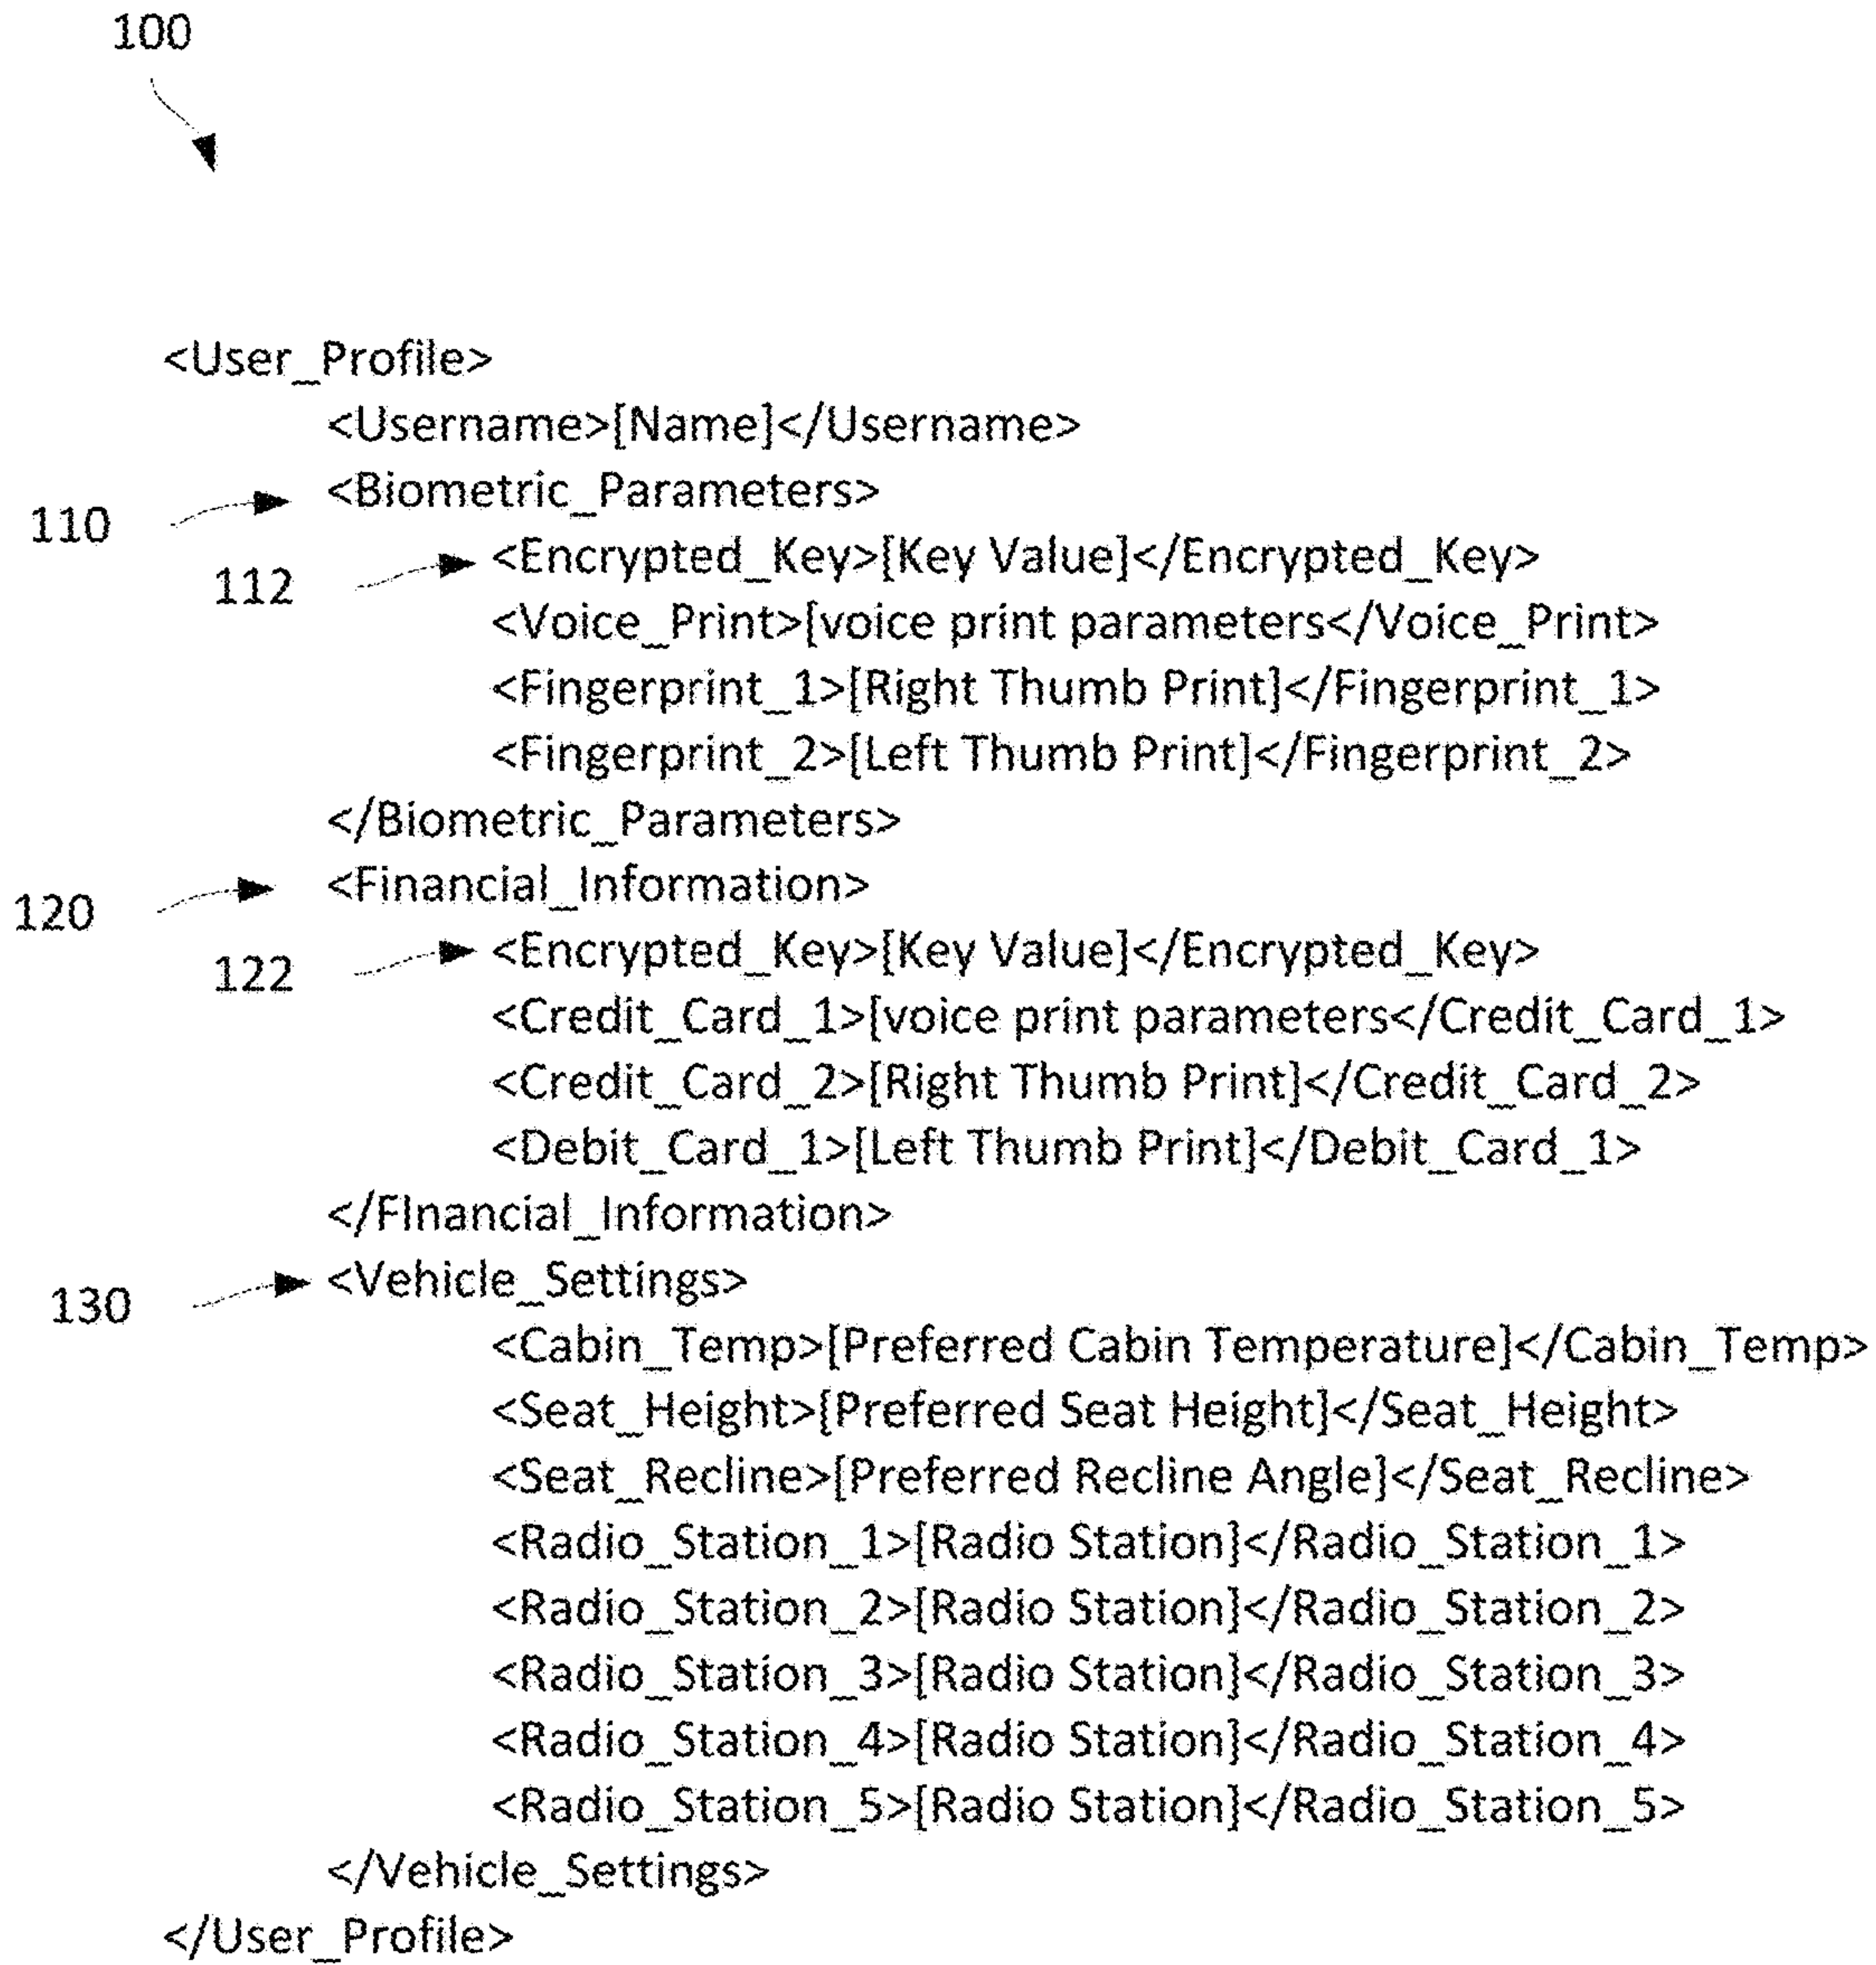 100
<User_Profile>
<Username>[Name]</Username>
110 <Biometric_Parameters>
112 <Encrypted_Key>[Key Value]</Encrypted_Key>
<Voice_Print>[voice print parameters</Voice_Print>
<Fingerprint_1>[Right Thumb Print]</Fingerprint_1>
<Fingerprint_2>[Left Thumb Print]</Fingerprint_2>
</Biometric_Parameters>
120 <Financial_Information>
122 <Encrypted_Key>[Key Value]</Encrypted_Key>
<Credit_Card_1>[voice print parameters</Credit_Card_1>
<Credit_Card_2>[Right Thumb Print]</Credit_Card_2>
<Debit_Card_1>[Left Thumb Print]</Debit_Card_1>
</FInancial_Information>
130 <Vehicle_Settings>
<Cabin_Temp>[Preferred Cabin Temperature]</Cabin_Temp>
<Seat_Height>[Preferred Seat Height]</Seat_Height>
<Seat_Recline>[Preferred Recline Angle]</Seat_Recline>
<Radio_Station_1>[Radio Station]</Radio_Station_1>
<Radio_Station_2>[Radio Station]</Radio_Station_2>
<Radio_Station_3>[Radio Station]</Radio_Station_3>
<Radio_Station_4>[Radio Station]</Radio_Station_4>
<Radio_Station_5>[Radio Station]</Radio_Station_5>
</Vehicle_Settings>
</User_Profile>